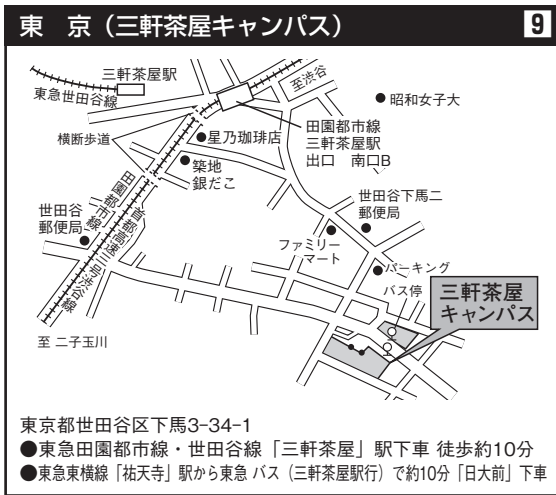 東 京（三軒茶屋キャンパス）
9
三軒茶屋駅
東急世田谷線
至渋谷
昭和女子大
横断歩道
星乃珈琲店
田園都市線
三軒茶屋駅
出口 南口B
築地
銀だこ
田園都市線
首都高速三号渋谷線
世田谷
郵便局
世田谷下馬二
郵便局
ファミリー
マート
パーキング
バス停
三軒茶屋
キャンパス
至 二子玉川
東京都世田谷区下馬3-34-1
●東急田園都市線・世田谷線「三軒茶屋」駅下車 徒歩約10分
●東急東横線「祐天寺」駅から東急 バス（三軒茶屋駅行）で約10分「日大前」下車